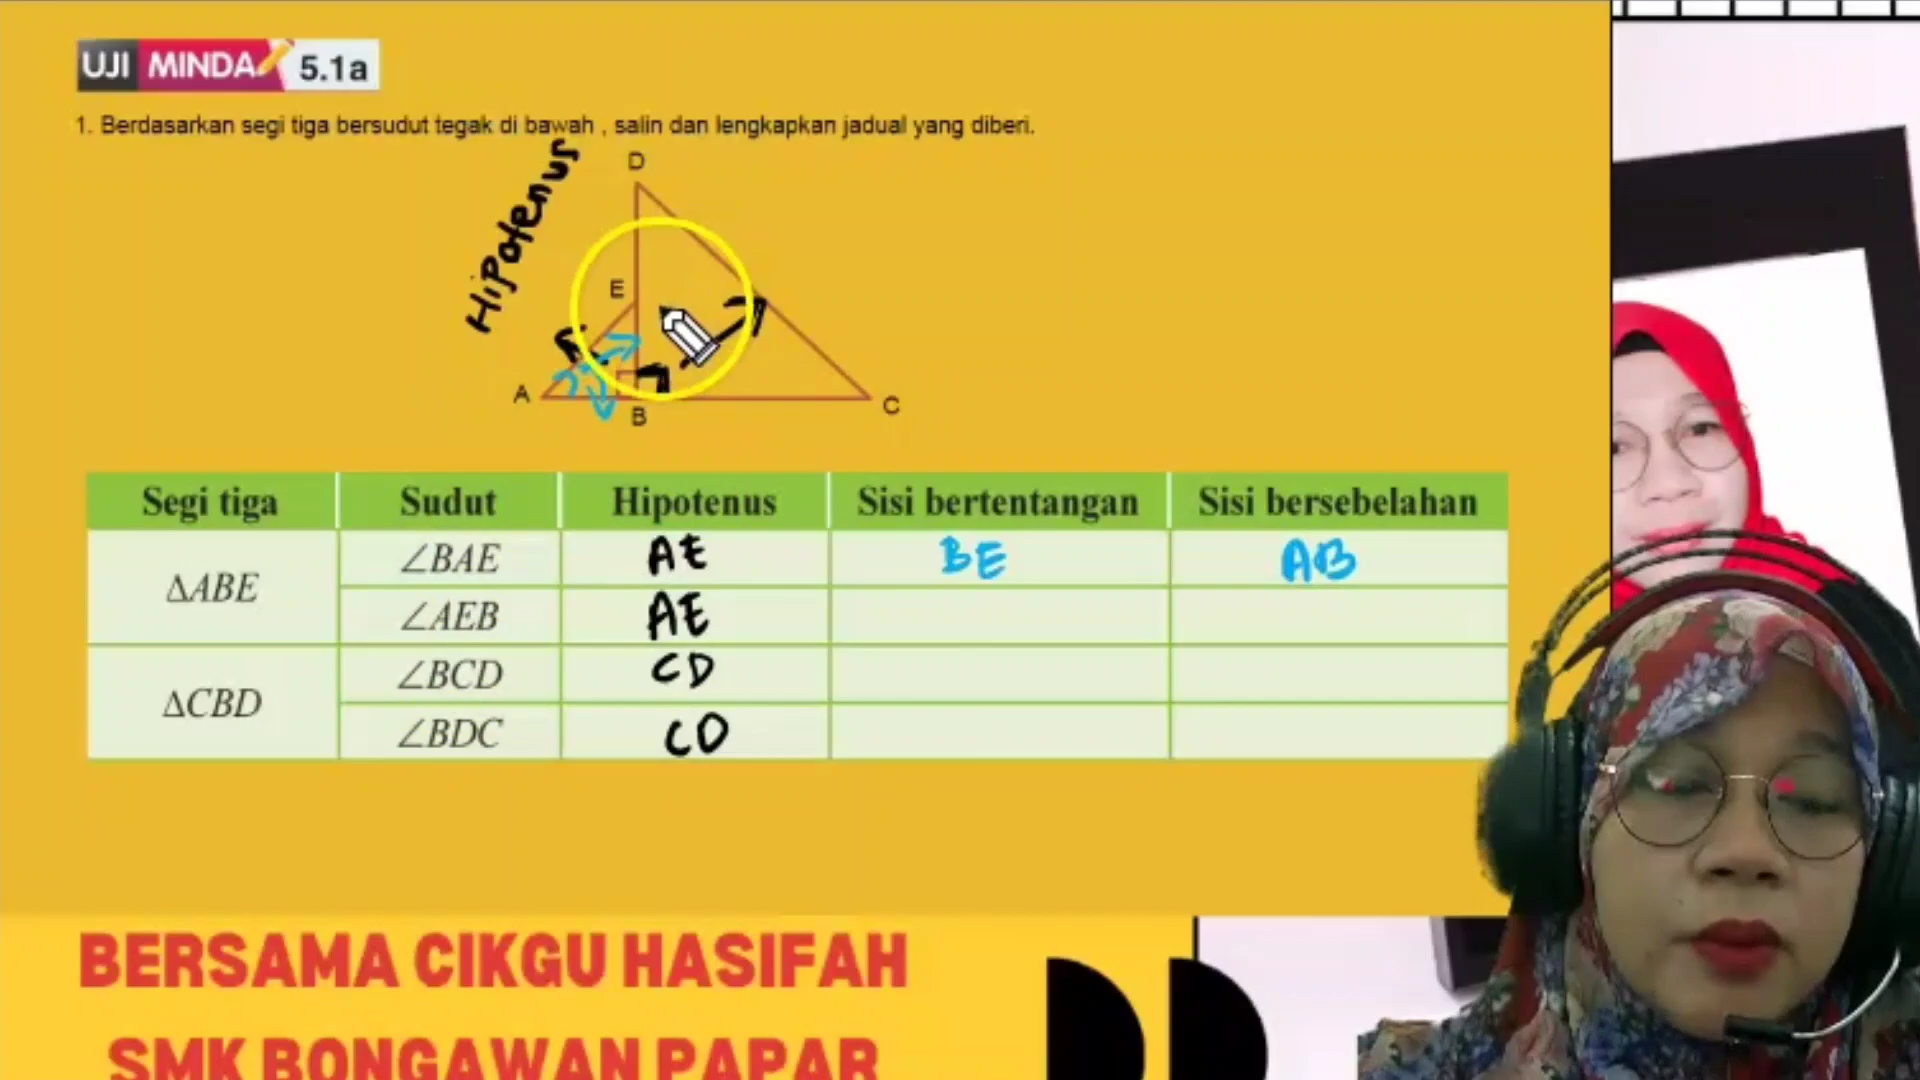 UJI MINDA 5.1a
1. Berdasarkan segi tiga bersudut tegak di bawah , salin dan lengkapkan jadual yang diberi.
Hipotenus
D
E
A
B
C
Segi tiga Sudut Hipotenus Sisi bertentangan Sisi bersebelahan
ΔABE ∠BAE AE BE AB
∠AEB AE
ΔCBD ∠BCD CD
∠BDC CD
BERSAMA CIKGU HASIFAH
SMK BONGAWAN PAPAR